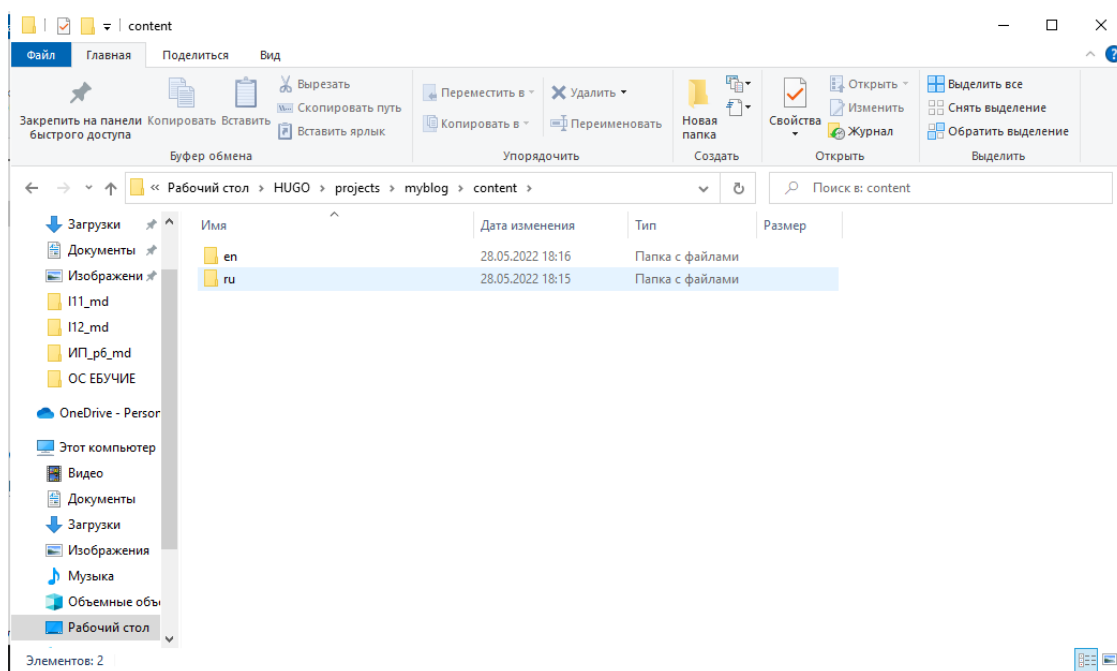 content
Файл Главная Поделиться Вид
Закрепить на панели быстрого доступа
Копировать
Вставить
Вырезать
Скопировать путь
Вставить ярлык
Буфер обмена
Переместить в
Копировать в
Удалить
Переименовать
Упорядочить
Новая папка
Создать
Свойства
Открыть
Изменить
Журнал
Открыть
Выделить все
Снять выделение
Обратить выделение
Выделить
« Рабочий стол > HUGO > projects > myblog > content >
Поиск в: content
Имя Дата изменения Тип Размер
en 28.05.2022 18:16 Папка с файлами
ru 28.05.2022 18:15 Папка с файлами
Загрузки
Документы
Изображени
l11_md
l12_md
ИП_р6_md
ОС ЕБУЧИЕ
OneDrive - Person
Этот компьютер
Видео
Документы
Загрузки
Изображения
Музыка
Объемные объ
Рабочий стол
Элементов: 2